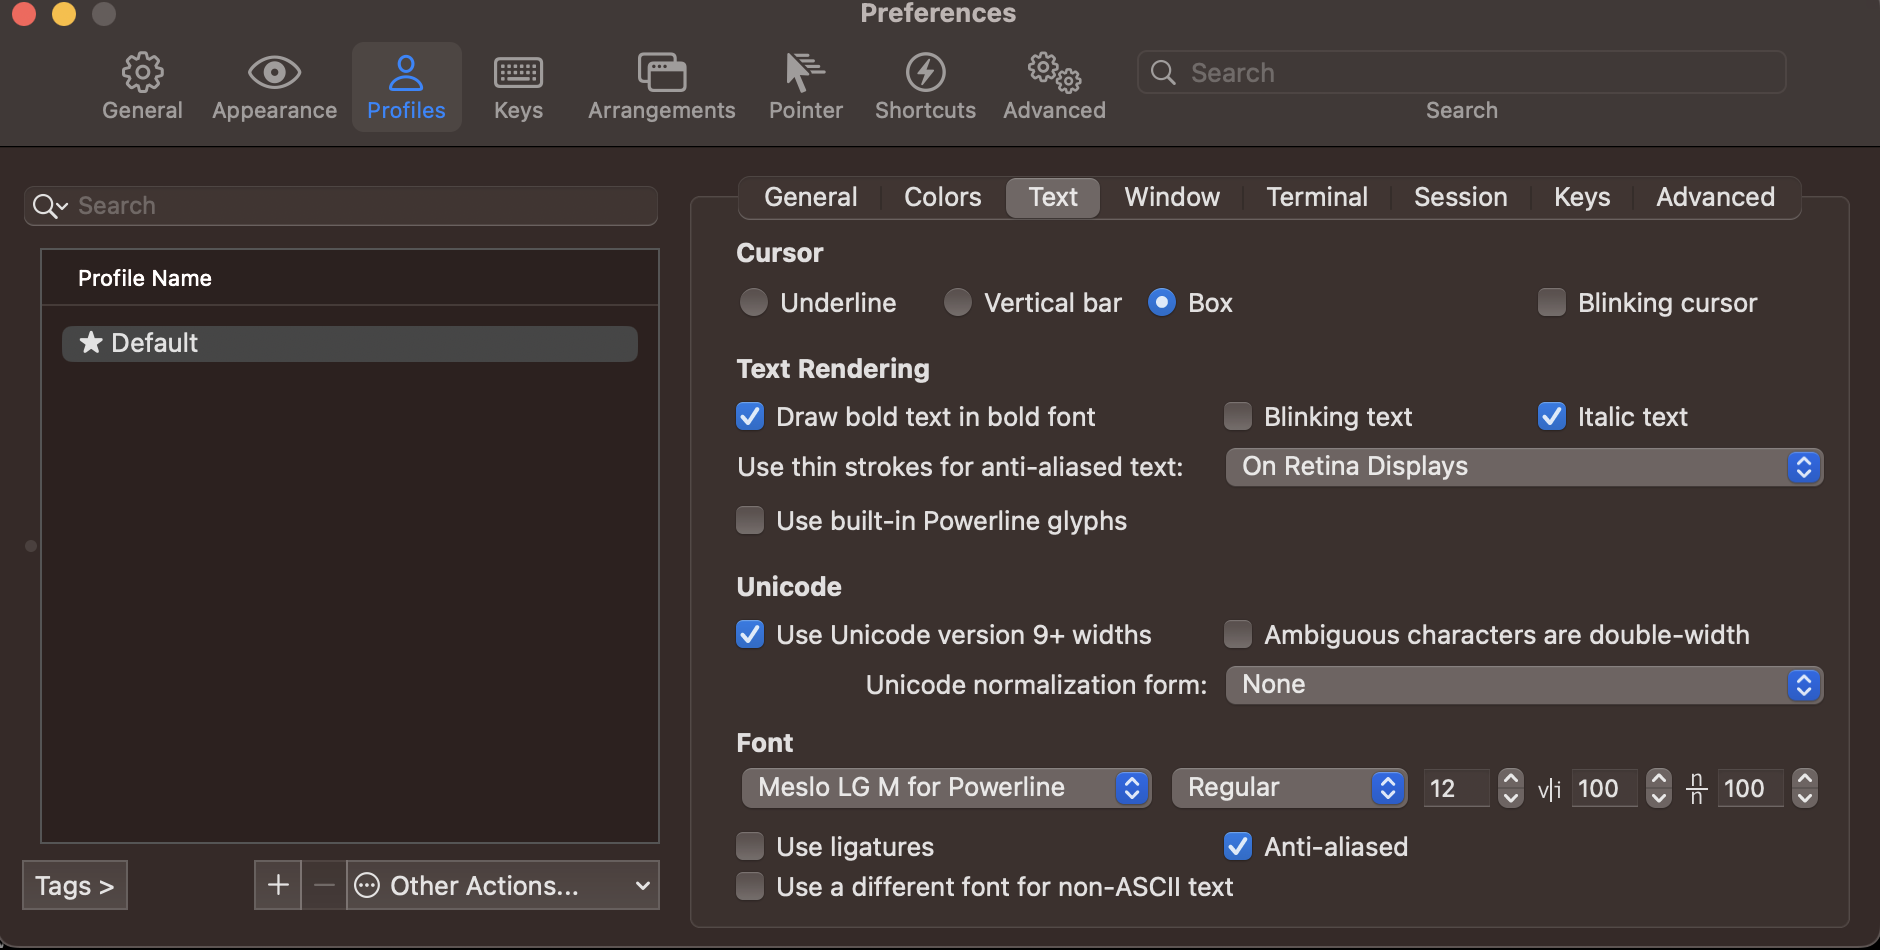 Preferences
General Appearance Profiles Keys Arrangements Pointer Shortcuts Advanced Search
Search
Search
General Colors Text Window Terminal Session Keys Advanced
Profile Name
Default
Tags >
+ − Other Actions...
Cursor
Underline Vertical bar Box Blinking cursor
Text Rendering
Draw bold text in bold font Blinking text Italic text
Use thin strokes for anti-aliased text: On Retina Displays
Use built-in Powerline glyphs
Unicode
Use Unicode version 9+ widths Ambiguous characters are double-width
Unicode normalization form: None
Font
Meslo LG M for Powerline Regular 12 v|i 100 n/n 100
Use ligatures Anti-aliased
Use a different font for non-ASCII text